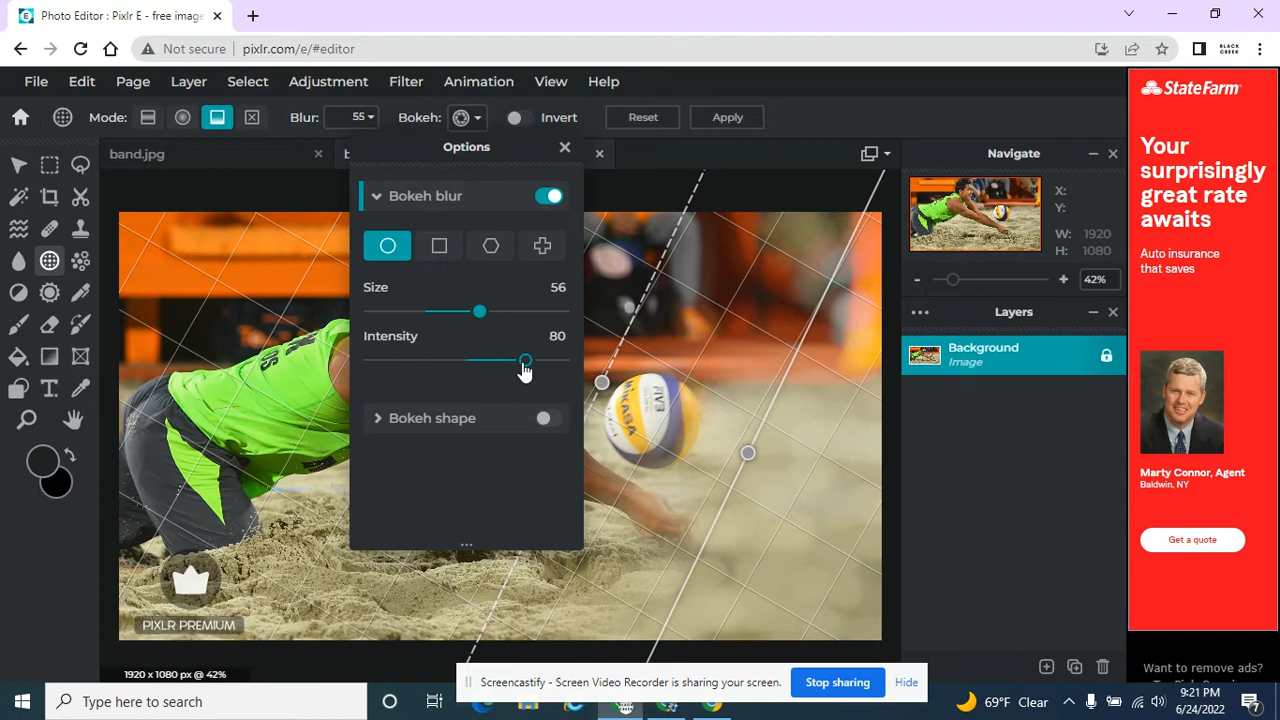 Photo Editor : Pixlr E - free image
Not secure
pixlr.com/e/#editor
BLACK
CREEK
File Edit Page Layer Select Adjustment Filter Animation View Help
Mode: Blur: 55 Bokeh: Invert Reset Apply
band.jpg
Options
Bokeh blur
Size 56
Intensity 80
Bokeh shape
MIKASA
FIVB
PIXLR PREMIUM
1920 x 1080 px @ 42%
Navigate
X:
Y:
W: 1920
H: 1080
42%
Layers
Background
Image
StateFarm
Your
surprisingly
great rate
awaits
Auto insurance
that saves
Marty Connor, Agent
Baldwin, NY
Get a quote
Want to remove ads?
Screencastify - Screen Video Recorder is sharing your screen.
Stop sharing
Hide
Type here to search
69°F Clear
9:21 PM
6/24/2022
7